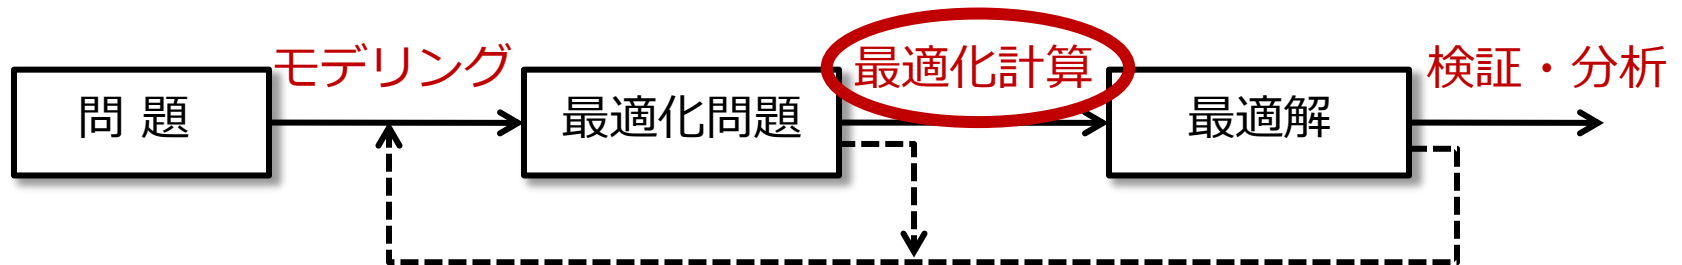 モデリング
最適化計算
検証・分析
問 題
最適化問題
最適解